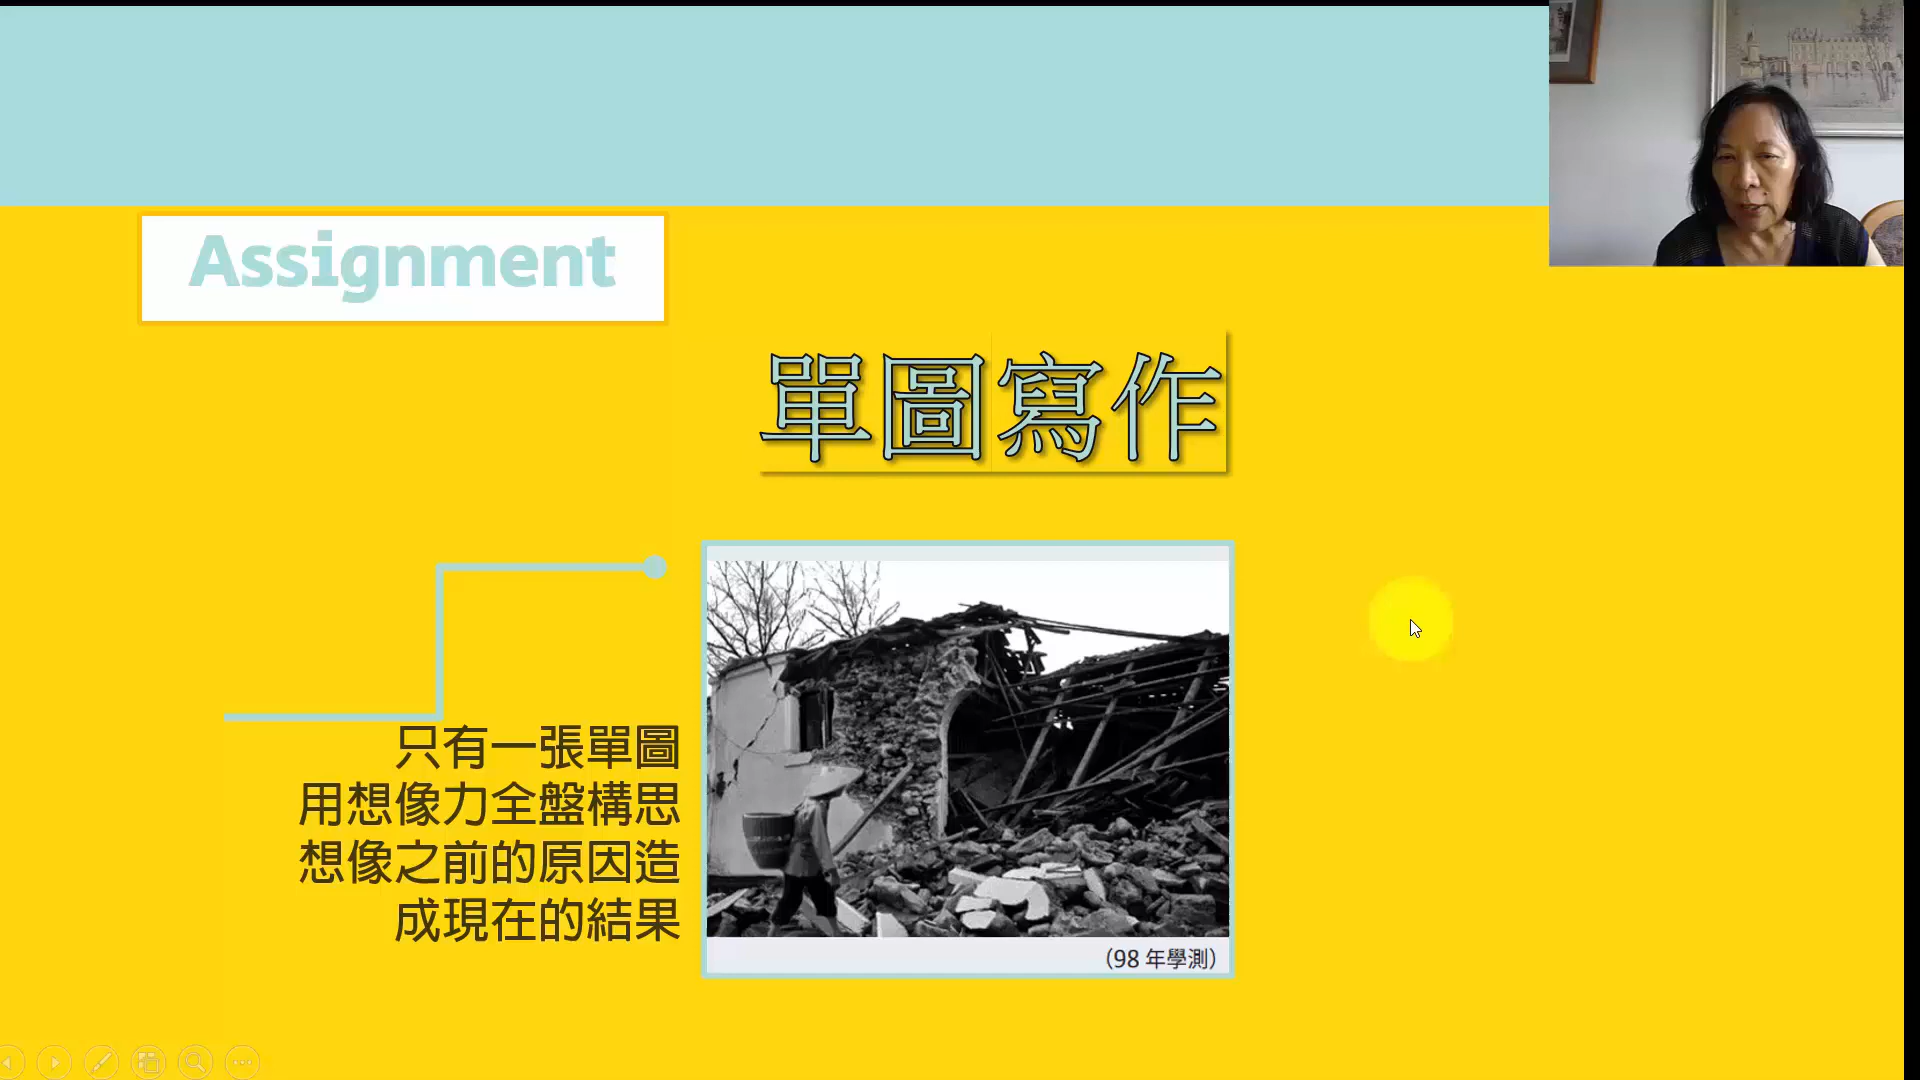 Assignment
單圖寫作
只有一張單圖
用想像力全盤構思
想像之前的原因造
成現在的結果
（98 年學測）